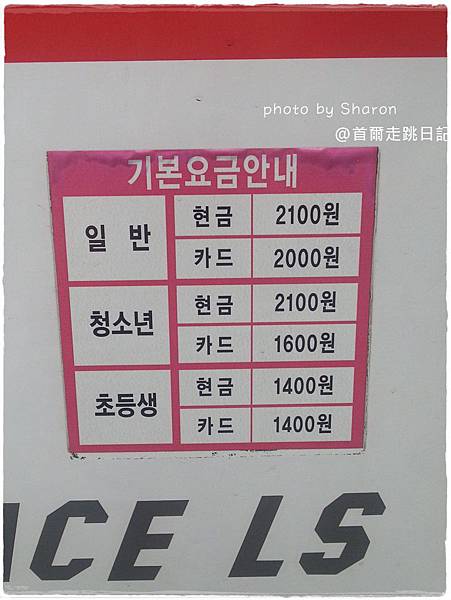 photo by Sharon
@首爾走跳日記
기본요금안내
일 반
현금 2100원
카드 2000원
청소년
현금 2100원
카드 1600원
초등생
현금 1400원
카드 1400원
CE LS